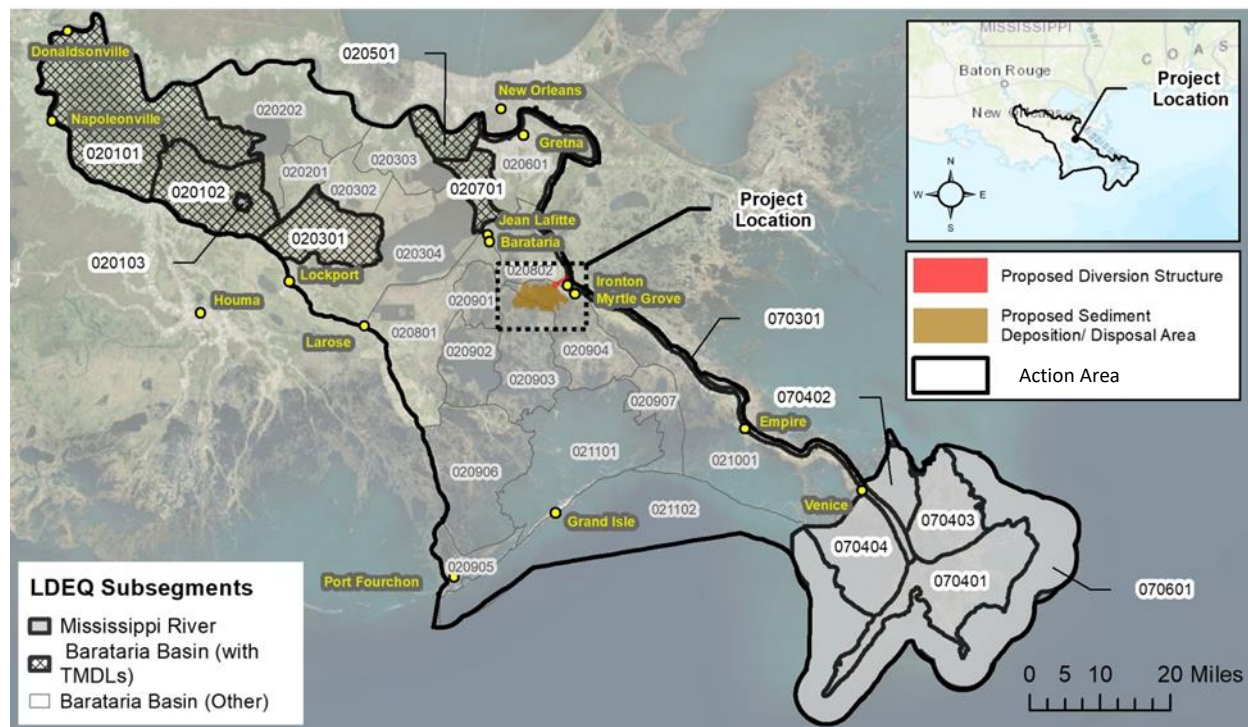 Donaldsonville
020501
New Orleans
Napoleonville
020202
Gretna
020101
020303
020601
020201
020102
020302
020701
Project
Location
Jean Lafitte
020301
Barataria
020103
020304
020802
Lockport
Ironton
Myrtle Grove
Houma
020901
070301
Larose
020801
020902
020904
020903
070402
020907
Empire
021101
021001
020906
Venice
Grand Isle
021102
070403
070404
020905
Port Fourchon
070401
070601
MISSISSIPPI
Pearl
C O A S
Baton Rouge
Project
Location
New Orleans
Mississippi
N
W E
S
Proposed Diversion Structure
Proposed Sediment
Deposition/ Disposal Area
Action Area
LDEQ Subsegments
Mississippi River
Barataria Basin (with
TMDLs)
Barataria Basin (Other)
0 5 10 20 Miles